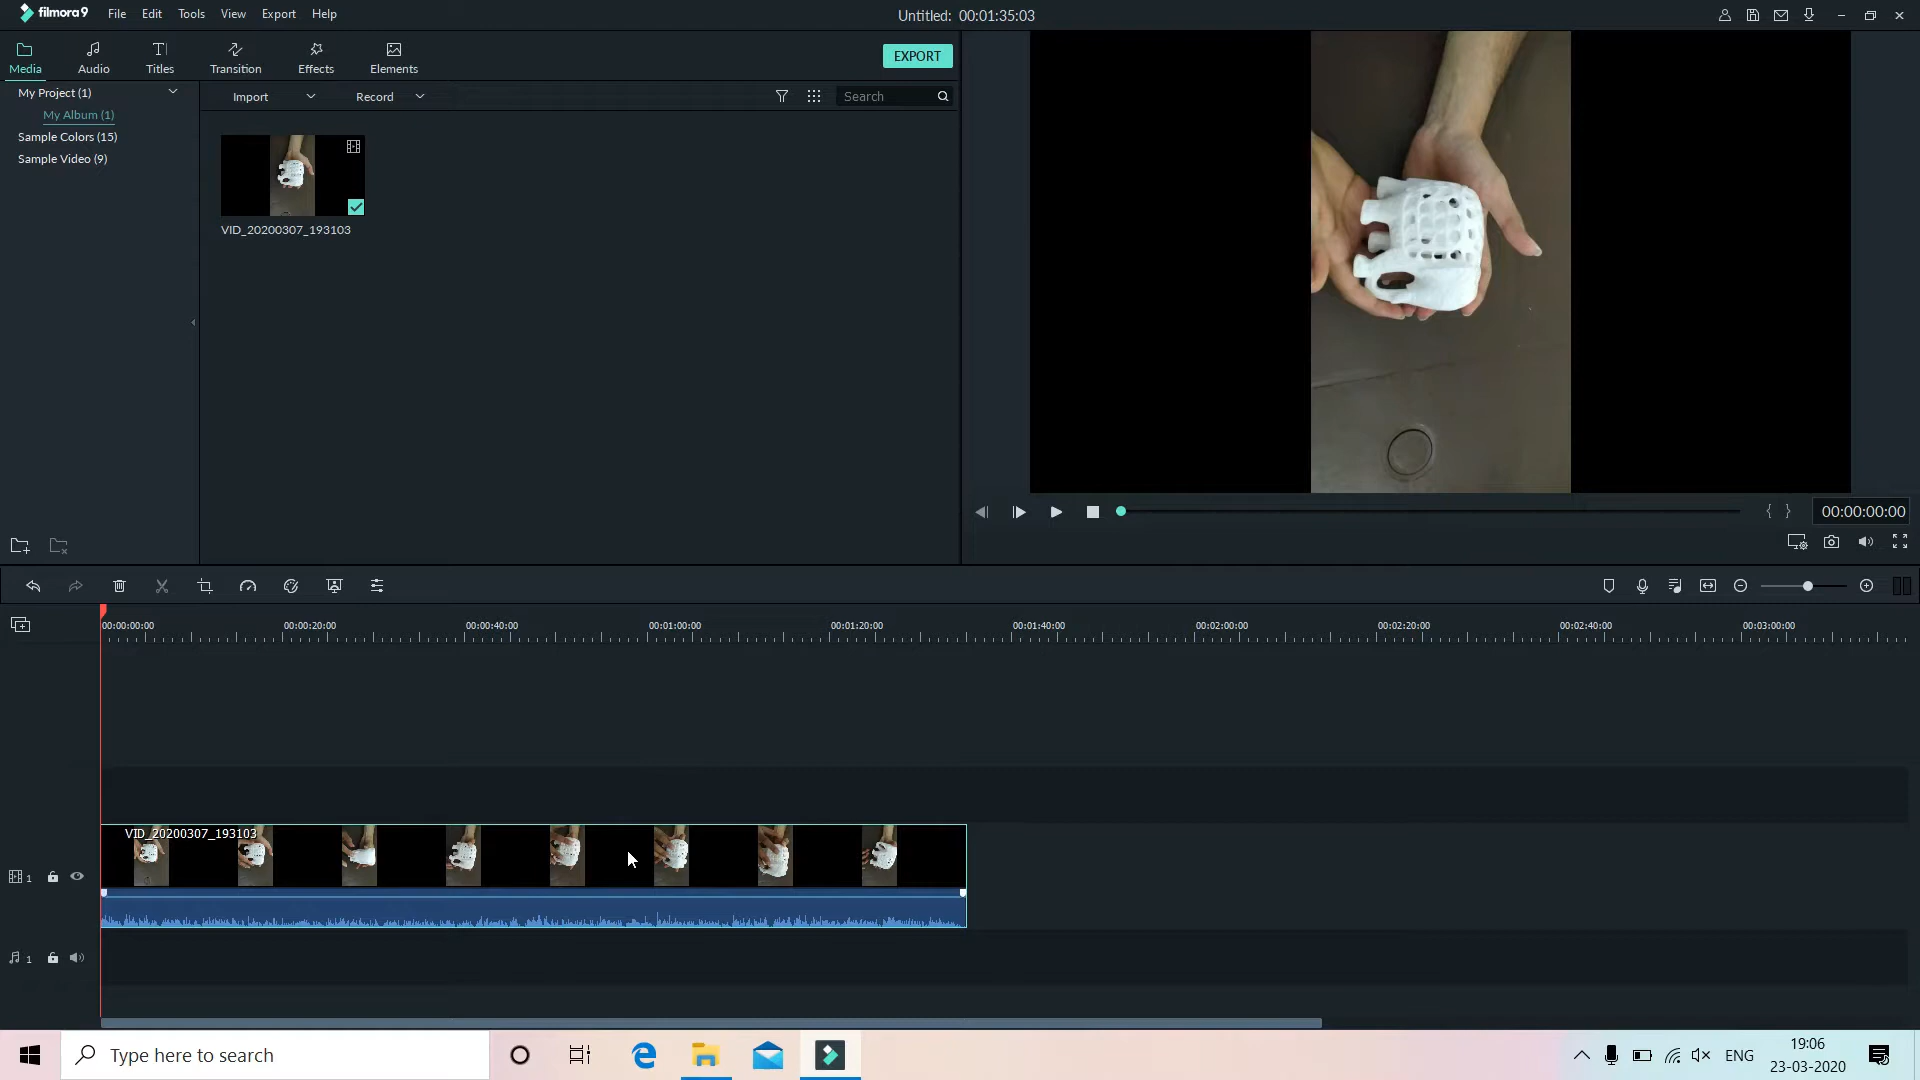 filmora9 File Edit Tools View Export Help Untitled: 00:01:35:03
Media Audio Titles Transition Effects Elements EXPORT
My Project (1) Import Record Search
My Album (1)
Sample Colors (15)
Sample Video (9)
VID_20200307_193103
00:00:00:00
00:00:00:00 00:00:20:00 00:00:40:00 00:01:00:00 00:01:20:00 00:01:40:00 00:02:00:00 00:02:20:00 00:02:40:00 00:03:00:00
VID_20200307_193103
1
1
Type here to search ENG 19:06
23-03-2020